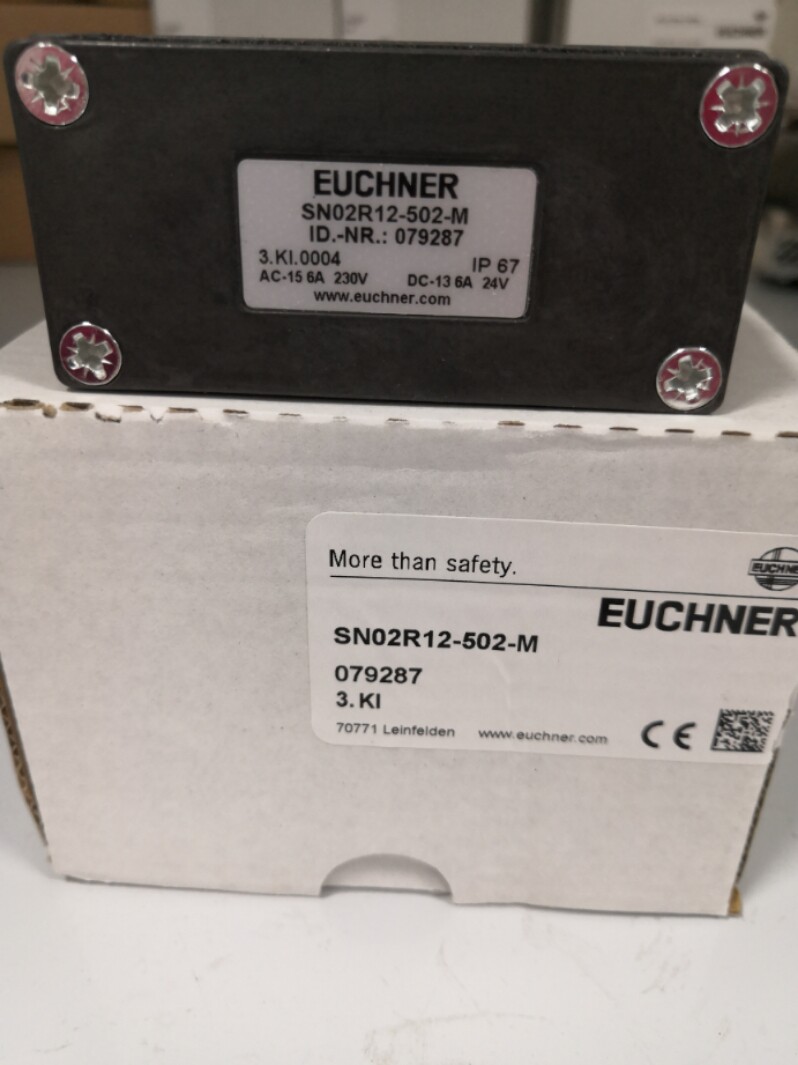 EUCHNER
SN02R12-502-M
ID.-NR.: 079287
3.KI.0004 IP 67
AC-15 6A 230V DC-13 6A 24V
www.euchner.com
More than safety.
EUCHNER
EUCHNER
SN02R12-502-M
079287
3. KI
70771 Leinfelden www.euchner.com CE